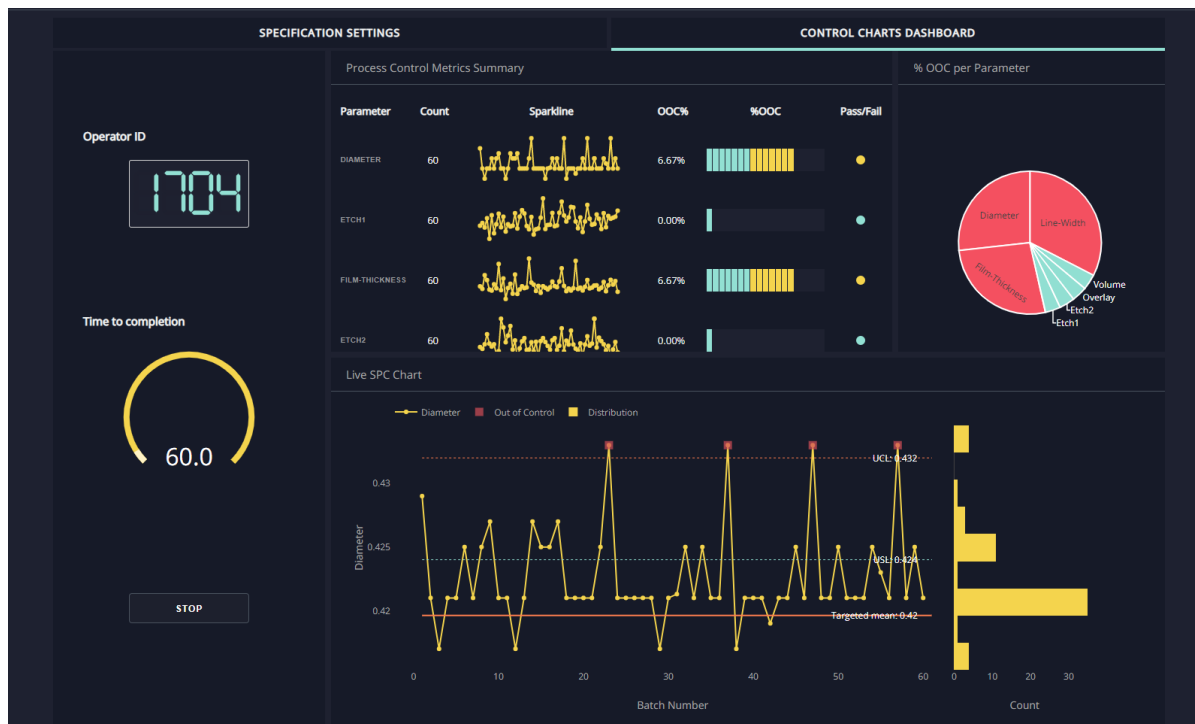 SPECIFICATION SETTINGS
CONTROL CHARTS DASHBOARD
Operator ID
1704
Time to completion
60.0
STOP
Process Control Metrics Summary
Parameter Count Sparkline OOC% %OOC Pass/Fail
DIAMETER 60 6.67%
ETCH1 60 0.00%
FILM-THICKNESS 60 6.67%
ETCH2 60 0.00%
% OOC per Parameter
Diameter
Line-Width
Film-Thickness
Volume
Overlay
Etch2
Etch1
Live SPC Chart
Diameter Out of Control Distribution
UCL: 0.432
0.43
Diameter
0.425
USL: 0.424
0.42
Targeted mean: 0.42
0 10 20 30 40 50 60
Batch Number
0 10 20 30
Count